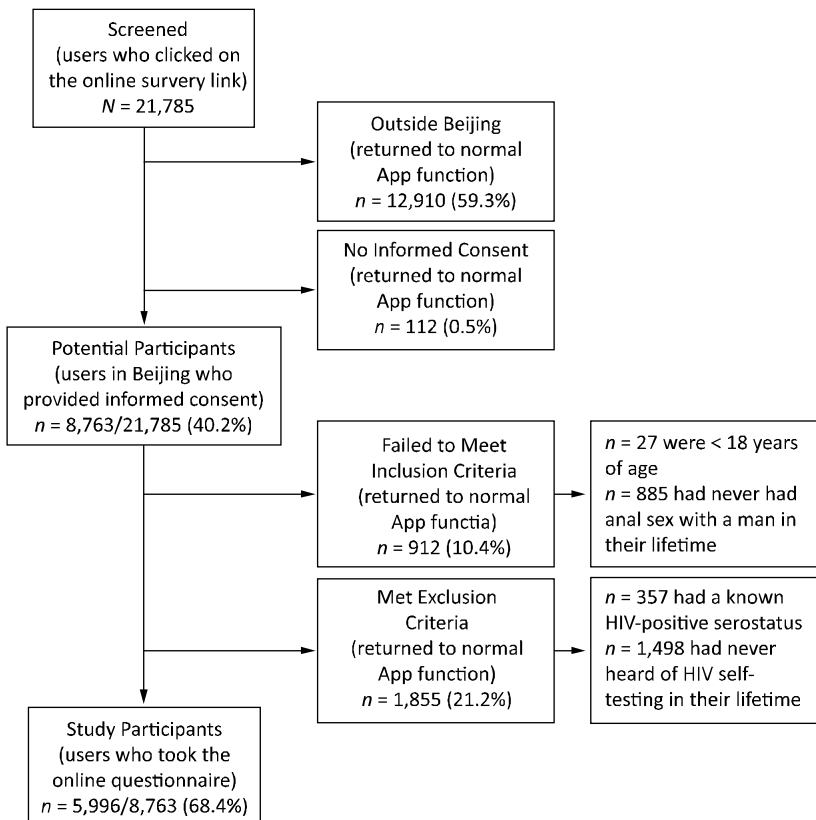 Screened
(users who clicked on
the online survery link)
N = 21,785
Outside Beijing
(returned to normal
App function)
n = 12,910 (59.3%)
No Informed Consent
(returned to normal
App function)
n = 112 (0.5%)
Potential Participants
(users in Beijing who
provided informed consent)
n = 8,763/21,785 (40.2%)
Failed to Meet
Inclusion Criteria
(returned to normal
App functia)
n = 912 (10.4%)
n = 27 were < 18 years
of age
n = 885 had never had
anal sex with a man in
their lifetime
Met Exclusion
Criteria
(returned to normal
App function)
n = 1,855 (21.2%)
n = 357 had a known
HIV-positive serostatus
n = 1,498 had never
heard of HIV self-
testing in their lifetime
Study Participants
(users who took the
online questionnaire)
n = 5,996/8,763 (68.4%)